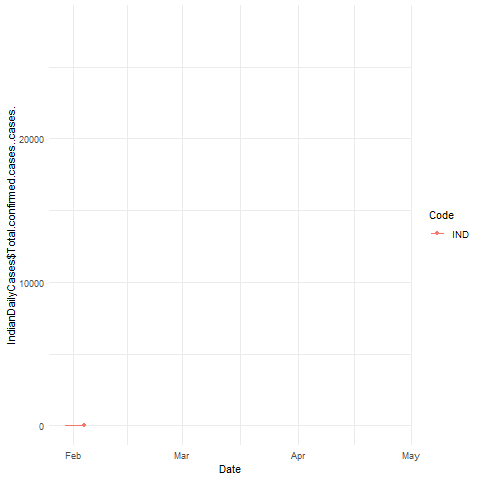 IndianDailyCases$Total.confirmed.cases..cases.
20000
10000
0
Feb
Mar
Apr
May
Date
Code
IND